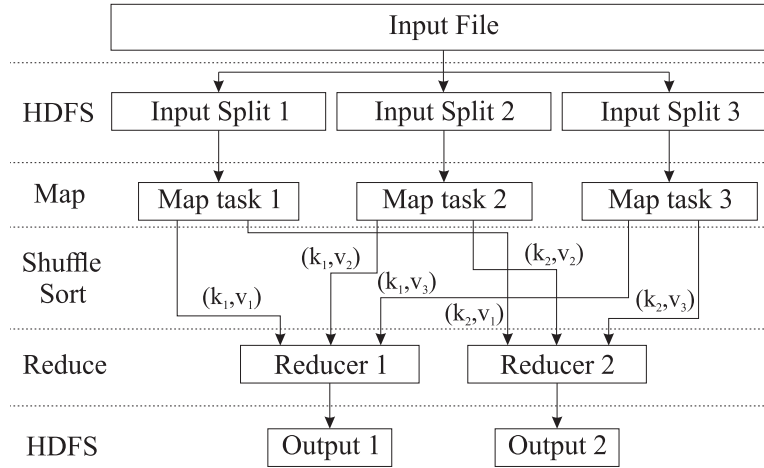 Input File
HDFS
Input Split 1
Input Split 2
Input Split 3
Map
Map task 1
Map task 2
Map task 3
Shuffle
Sort
(k₁,v₁)
(k₁,v₂)
(k₁,v₃)
(k₂,v₁)
(k₂,v₂)
(k₂,v₃)
Reduce
Reducer 1
Reducer 2
HDFS
Output 1
Output 2